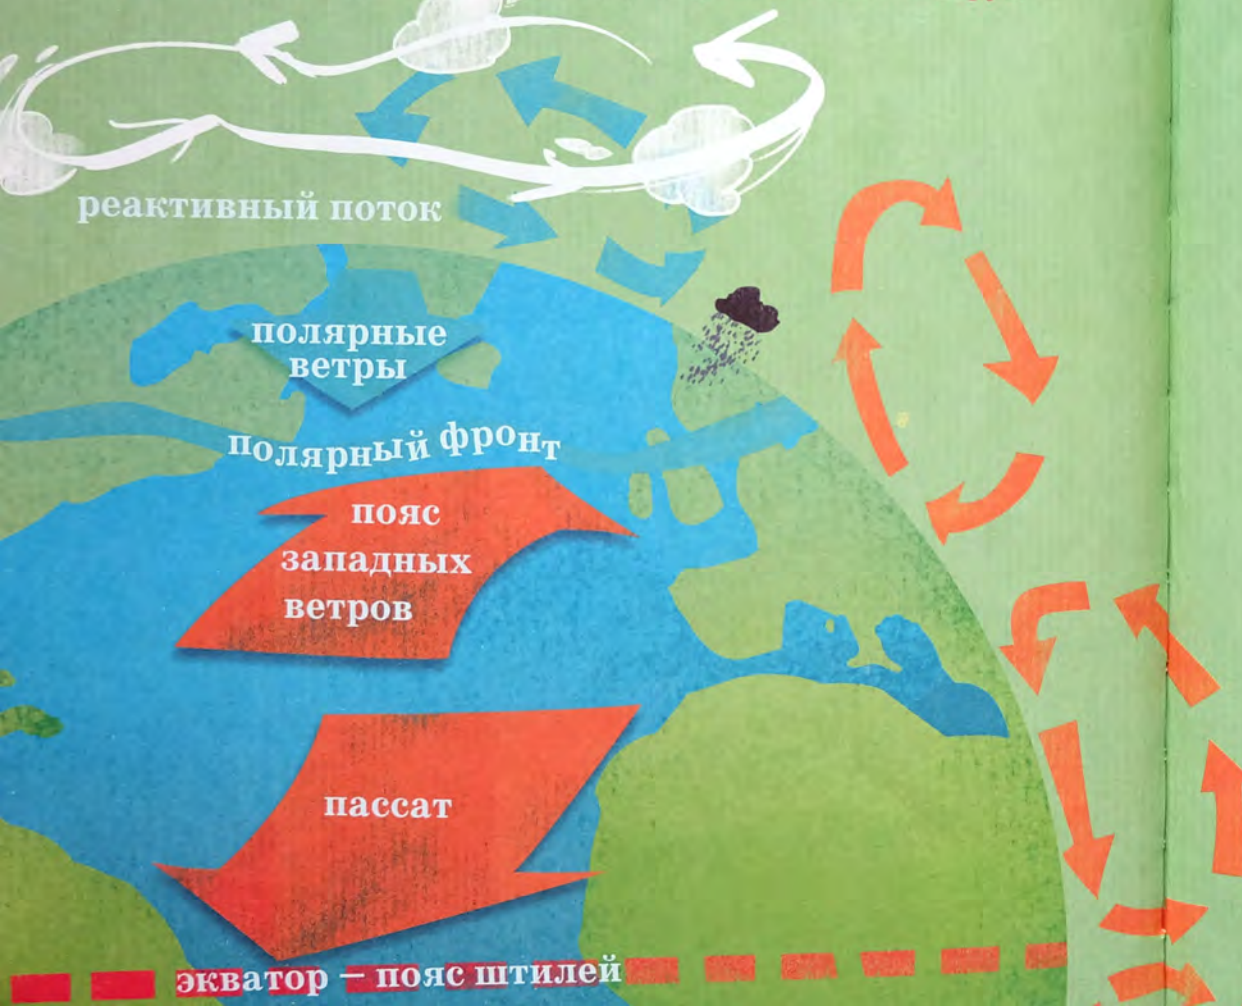 реактивный поток
полярные
ветры
полярный фронт
пояс
западных
ветров
пассат
экватор – пояс штилей